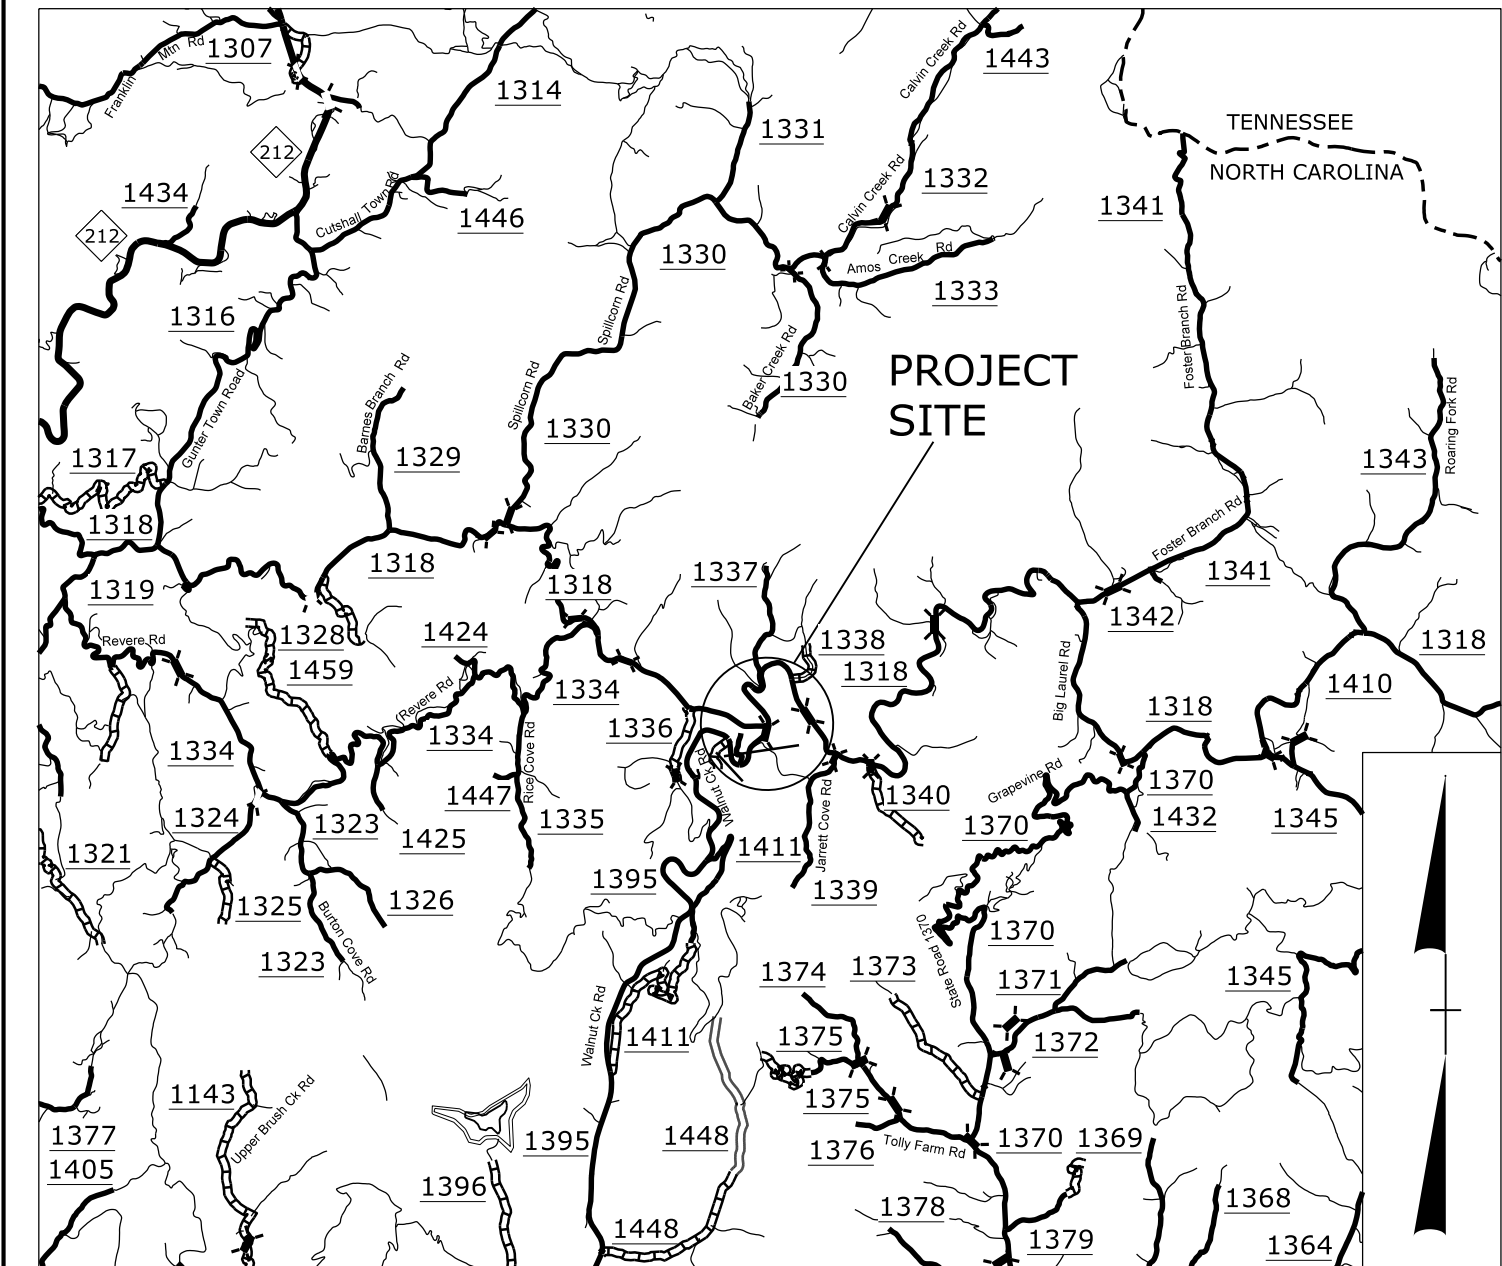 1307
Franklin Mtn Rd
1314
212
1434
212
Cutshall Town Rd
1446
1331
Calvin Creek Rd
1443
1332
Calvin Creek Rd
1330
Amos Creek Rd
1333
TENNESSEE
NORTH CAROLINA
1341
1316
Spillcorn Rd
Foster Branch Rd
Baker Creek Rd
1330
PROJECT
SITE
Gunter Town Road
Barnes Branch Rd
Spillcorn Rd
1330
1329
1317
1318
1343
Roaring Fork Rd
1318
Foster Branch Rd
1341
1319
1318
1337
1342
Revere Rd
1328
1459
1424
1338
1318
1318
1334
(Revere Rd
1334
1336
Big Laurel Rd
1410
1318
1334
Rice Cove Rd
1447
1335
Walnut Ck Rd
Jarrett Cove Rd
1340
Grapevine Rd
1370
1370
1432
1345
1324
1323
1425
1321
1411
1395
1339
1325
1326
Burton Cove Rd
1323
State Road 1370
1370
1374
1373
1371
1345
Walnut Ck Rd
1411
1375
1372
1143
Upper Brush Ck Rd
1375
1377
1405
1395
1448
1376
Tolly Farm Rd
1370
1369
1396
1378
1368
1448
1379
1364